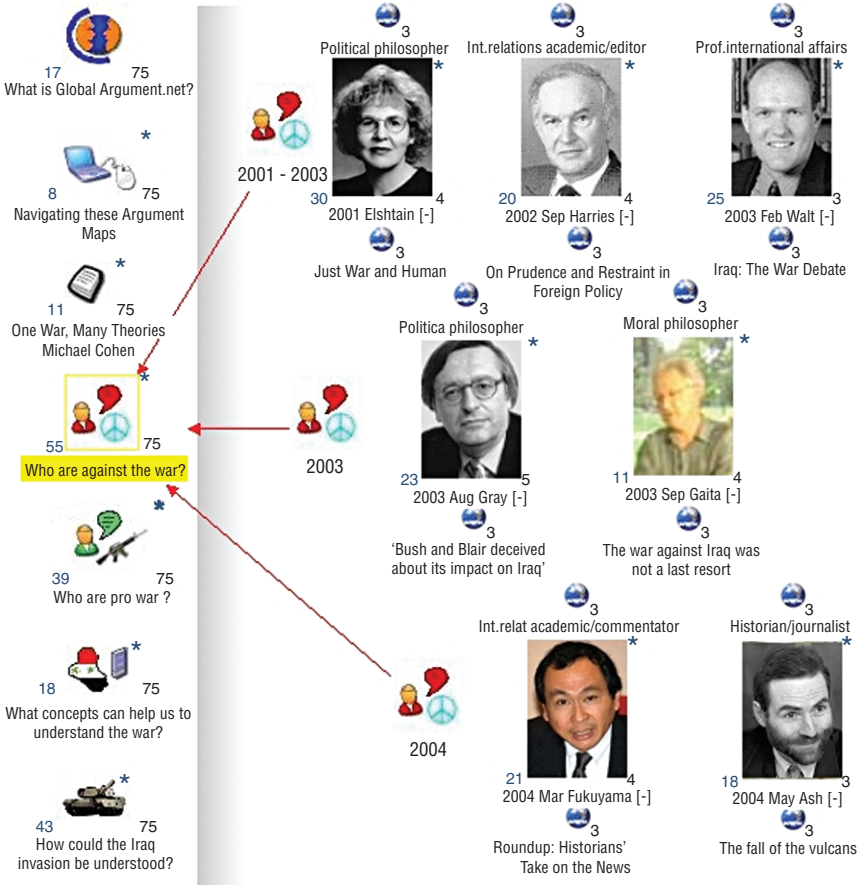 17 75
What is Global Argument.net?
*
8 75
Navigating these Argument
Maps
*
11 75
One War, Many Theories
Michael Cohen
*
55 75
Who are against the war?
*
39 75
Who are pro war ?
*
18 75
What concepts can help us to
understand the war?
*
43 75
How could the Iraq
invasion be understood?
2001 - 2003
3
Political philosopher
*
30 4
2001 Elshtain [-]
3
Just War and Human
3
Int.relations academic/editor
*
20 4
2002 Sep Harries [-]
3
On Prudence and Restraint in
Foreign Policy
3
Prof.international affairs
*
25 3
2003 Feb Walt [-]
3
Iraq: The War Debate
2003
3
Politica philosopher
*
23 5
2003 Aug Gray [-]
3
‘Bush and Blair deceived
about its impact on Iraq’
3
Moral philosopher
*
11 4
2003 Sep Gaita [-]
3
The war against Iraq was
not a last resort
2004
3
Int.relat academic/commentator
*
21 4
2004 Mar Fukuyama [-]
3
Roundup: Historians’
Take on the News
3
Historian/journalist
*
18 3
2004 May Ash [-]
3
The fall of the vulcans